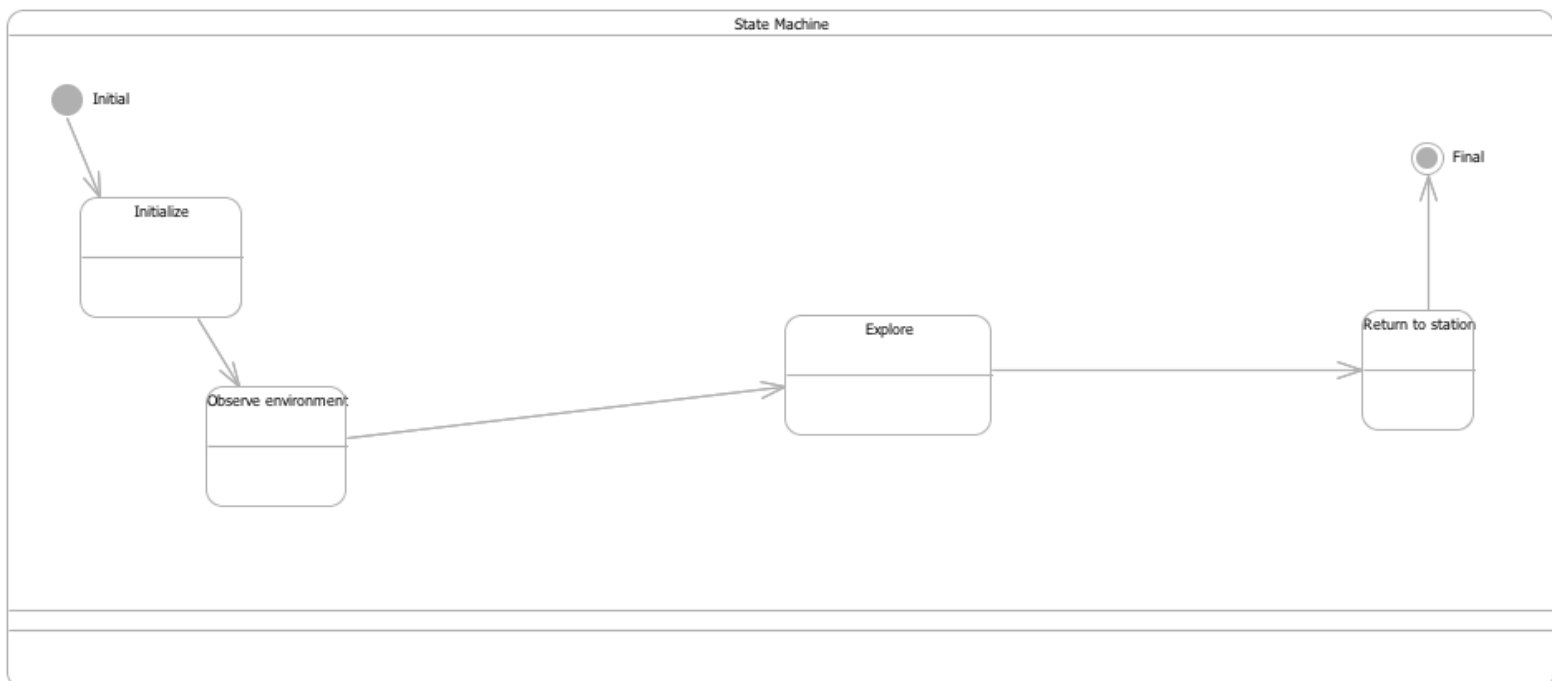 State Machine
Initial
Final
Initialize
Explore
Return to station
Observe environment